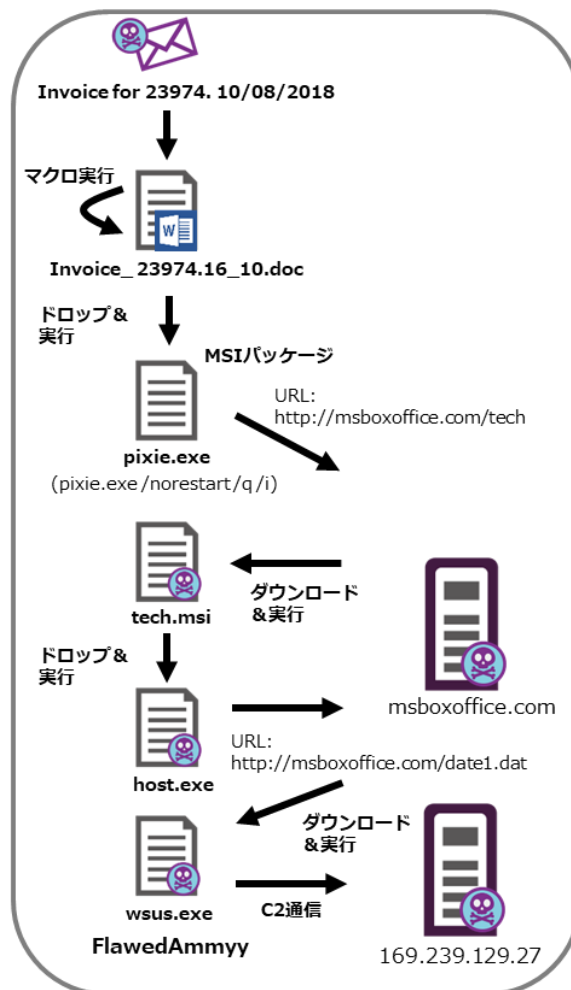 Invoice for 23974. 10/08/2018
マクロ実行
W
Invoice_ 23974.16_10.doc
ドロップ＆
実行
MSIパッケージ
URL:
http://msboxoffice.com/tech
pixie.exe
(pixie.exe /norestart /q /i)
ダウンロード
＆実行
tech.msi
ドロップ＆
実行
msboxoffice.com
URL:
http://msboxoffice.com/date1.dat
host.exe
ダウンロード
＆実行
wsus.exe
C2通信
FlawedAmmyy
169.239.129.27